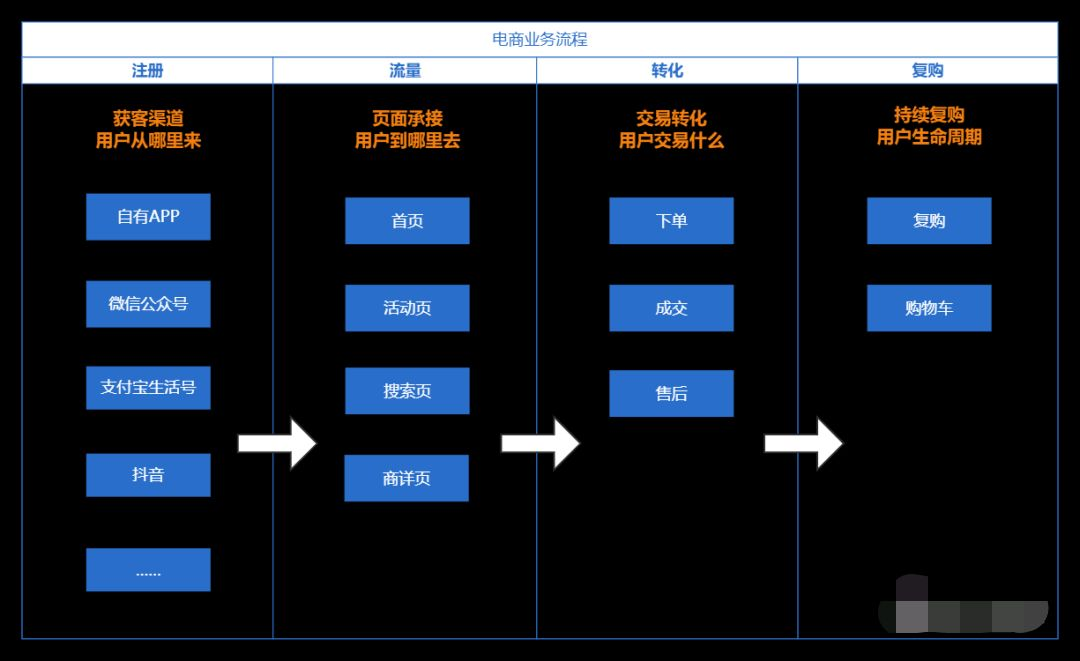 电商业务流程
注册
流量
转化
复购
获客渠道
用户从哪里来
自有APP
微信公众号
支付宝生活号
抖音
......
页面承接
用户到哪里去
首页
活动页
搜索页
商详页
交易转化
用户交易什么
下单
成交
售后
持续复购
用户生命周期
复购
购物车